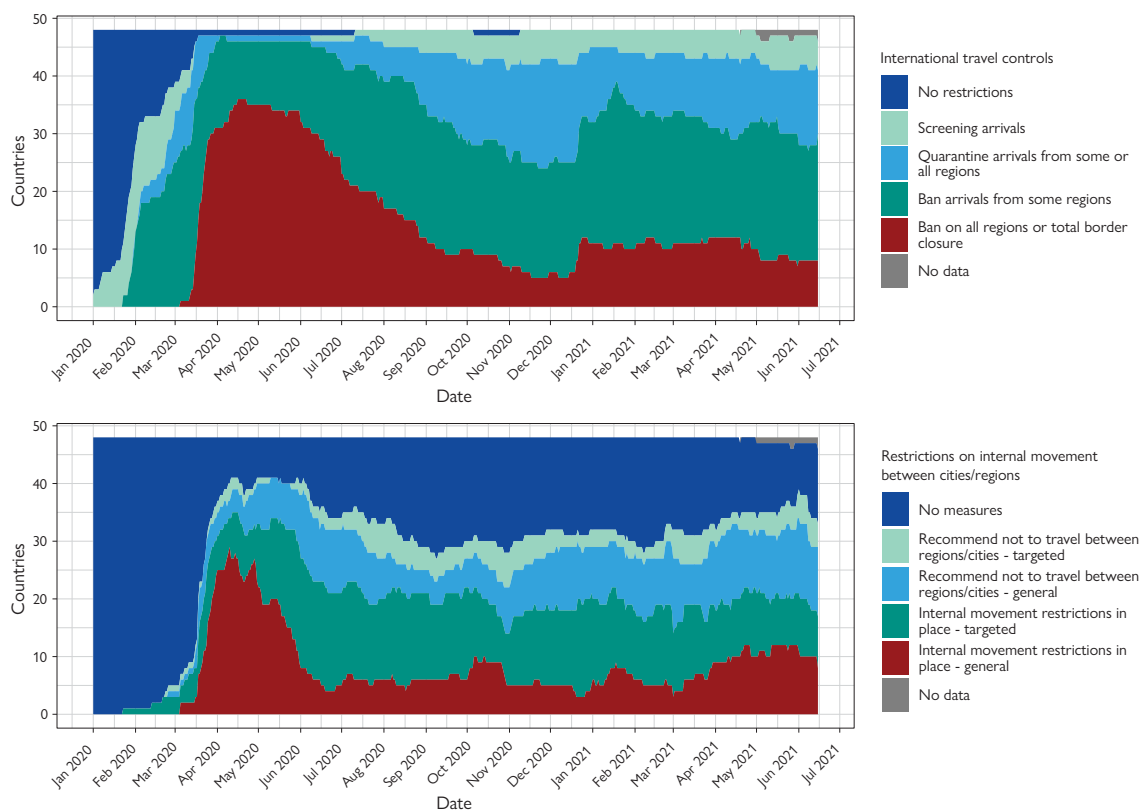 50
40
30
20
10
0
Countries
Jan 2020
Feb 2020
Mar 2020
Apr 2020
May 2020
Jun 2020
Jul 2020
Aug 2020
Sep 2020
Oct 2020
Nov 2020
Dec 2020
Jan 2021
Feb 2021
Mar 2021
Apr 2021
May 2021
Jun 2021
Jul 2021
Date
International travel controls
No restrictions
Screening arrivals
Quarantine arrivals from some or
all regions
Ban arrivals from some regions
Ban on all regions or total border
closure
No data
50
40
30
20
10
0
Countries
Jan 2020
Feb 2020
Mar 2020
Apr 2020
May 2020
Jun 2020
Jul 2020
Aug 2020
Sep 2020
Oct 2020
Nov 2020
Dec 2020
Jan 2021
Feb 2021
Mar 2021
Apr 2021
May 2021
Jun 2021
Jul 2021
Date
Restrictions on internal movement
between cities/regions
No measures
Recommend not to travel between
regions/cities - targeted
Recommend not to travel between
regions/cities - general
Internal movement restrictions in
place - targeted
Internal movement restrictions in
place - general
No data